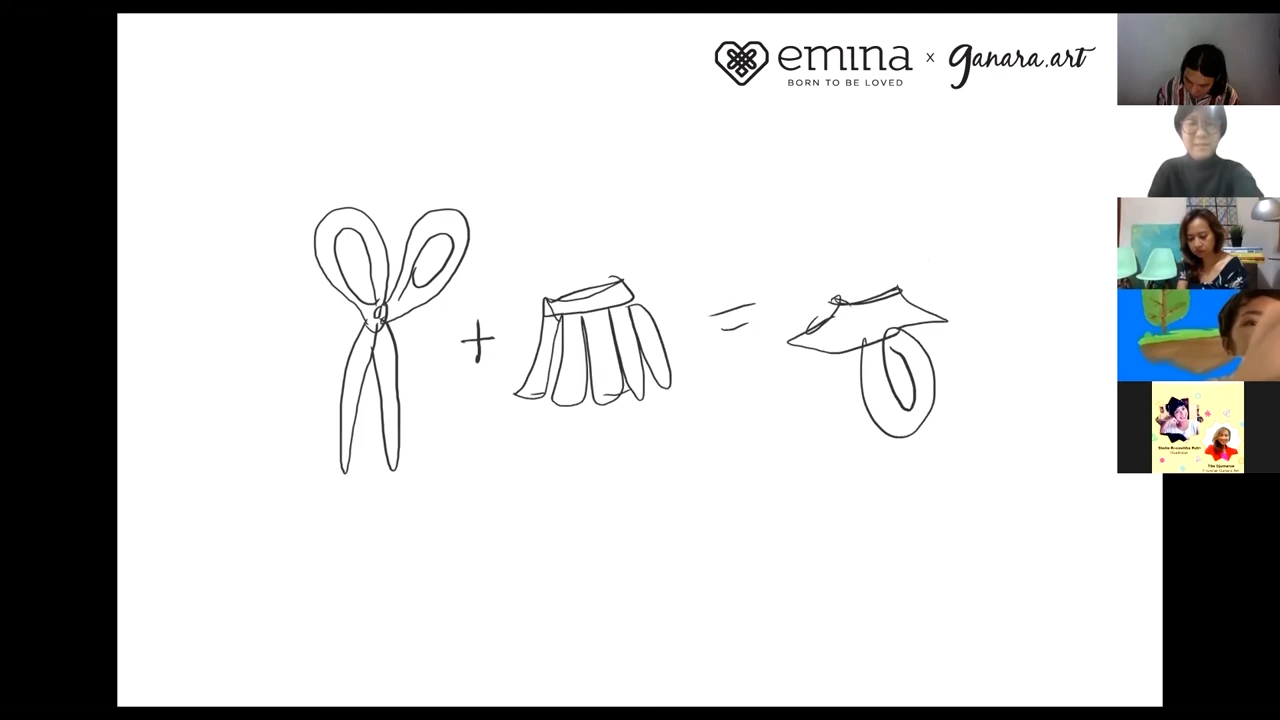 emina x ganara.art
BORN TO BE LOVED
+
=